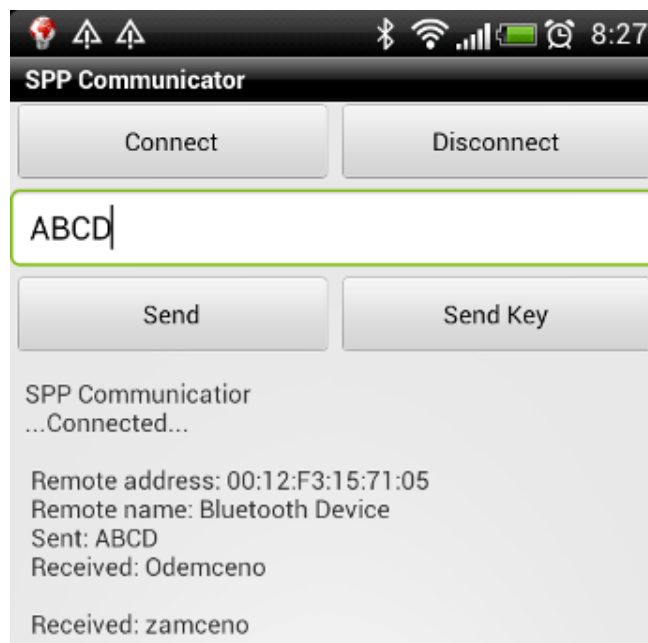 8:27
SPP Communicator
Connect Disconnect
ABCD
Send Send Key
SPP Communicatior
...Connected...
Remote address: 00:12:F3:15:71:05
Remote name: Bluetooth Device
Sent: ABCD
Received: Odemceno
Received: zamceno